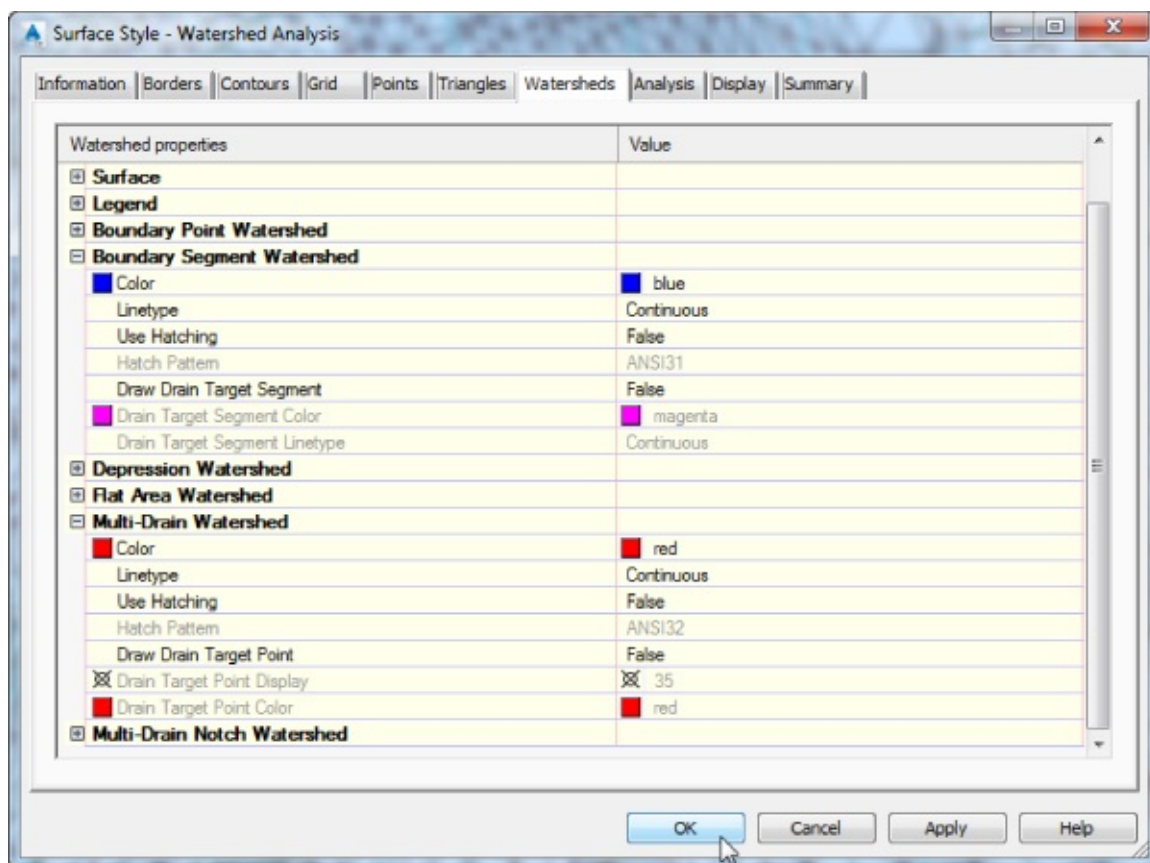 Surface Style - Watershed Analysis
Information Borders Contours Grid Points Triangles Watersheds Analysis Display Summary
Watershed properties Value
Surface
Legend
Boundary Point Watershed
Boundary Segment Watershed
Color blue
Linetype Continuous
Use Hatching False
Hatch Pattern ANSI31
Draw Drain Target Segment False
Drain Target Segment Color magenta
Drain Target Segment Linetype Continuous
Depression Watershed
Flat Area Watershed
Multi-Drain Watershed
Color red
Linetype Continuous
Use Hatching False
Hatch Pattern ANSI32
Draw Drain Target Point False
Drain Target Point Display 35
Drain Target Point Color red
Multi-Drain Notch Watershed
OK Cancel Apply Help